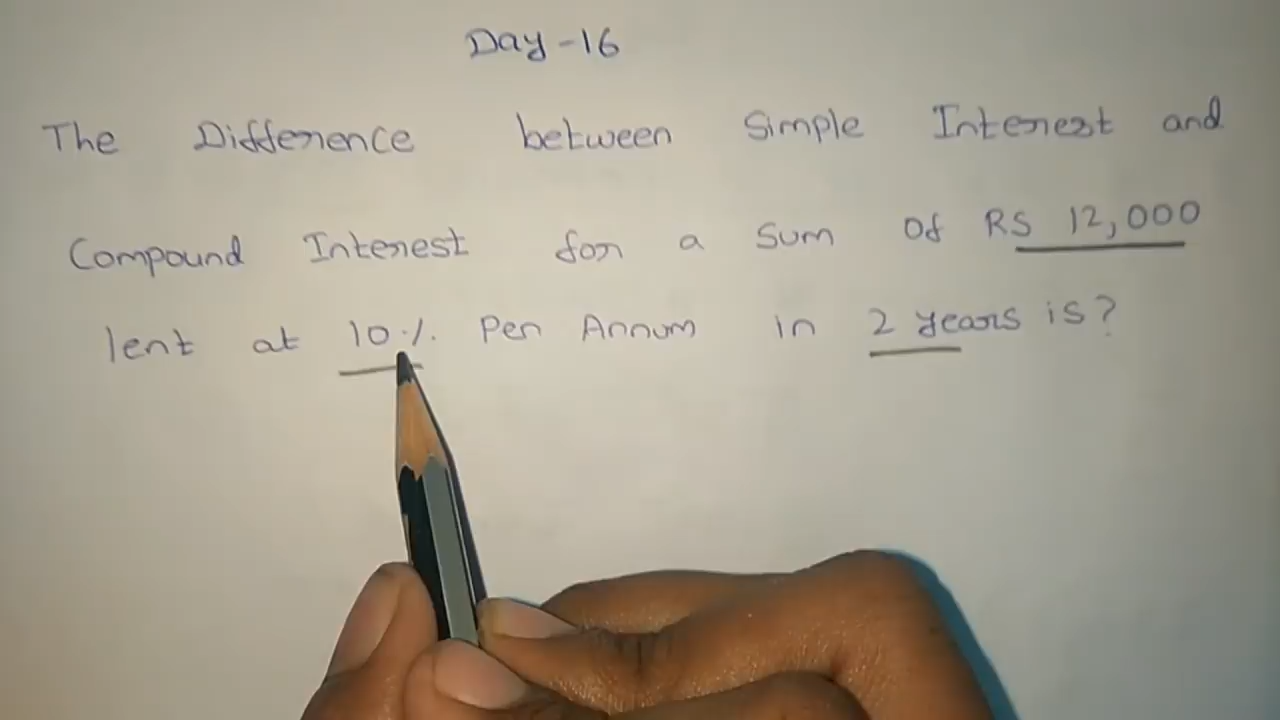 Day -16
The Difference between Simple Interest and
Compound Interest for a Sum of RS 12,000
lent at 10% Per Annum in 2 years is?